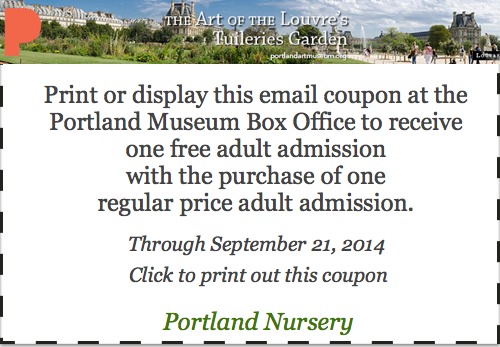 THE ART OF THE LOUVRE'S
TUILERIES GARDEN
portlandartmuseum.org
Print or display this email coupon at the
Portland Museum Box Office to receive
one free adult admission
with the purchase of one
regular price adult admission.
Through September 21, 2014
Click to print out this coupon
Portland Nursery